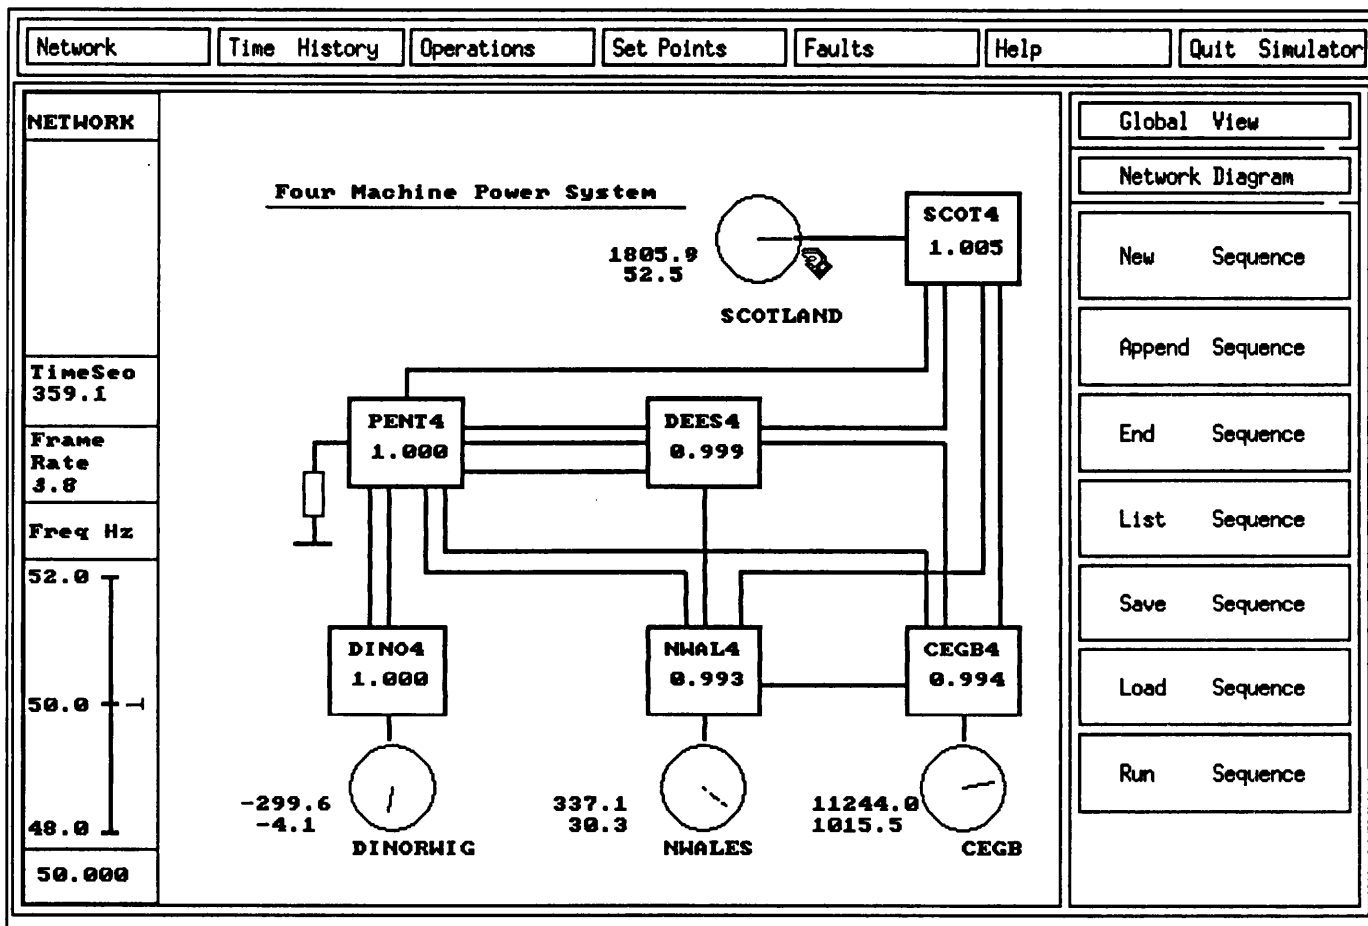 Network
Time History
Operations
Set Points
Faults
Help
Quit Simulator
NETWORK
TimeSeo
359.1
Frame
Rate
3.8
Freq Hz
52.0
50.0
48.0
50.000
Four Machine Power System
1805.9
52.5
SCOTLAND
SCOT4
1.005
PENT4
1.000
DEES4
0.999
DINO4
1.000
NWAL4
0.993
CEGB4
0.994
-299.6
-4.1
DINORWIG
337.1
30.3
NWALES
11244.0
1015.5
CEGB
Global View
Network Diagram
New Sequence
Append Sequence
End Sequence
List Sequence
Save Sequence
Load Sequence
Run Sequence